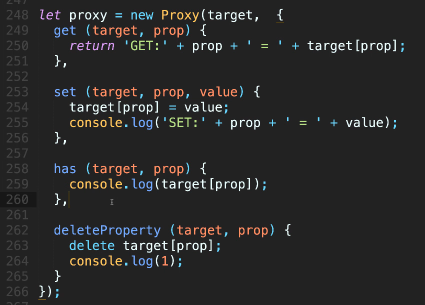 247
248 let proxy = new Proxy(target,  {
249   get (target, prop) {
250     return 'GET:' + prop + ' = ' + target[prop];
251   },
252
253   set (target, prop, value) {
254     target[prop] = value;
255     console.log('SET:' + prop + ' = ' + value);
256   },
257
258   has (target, prop) {
259     console.log(target[prop]);
260   },
261
262   deleteProperty (target, prop) {
263     delete target[prop];
264     console.log(1);
265   }
266 });